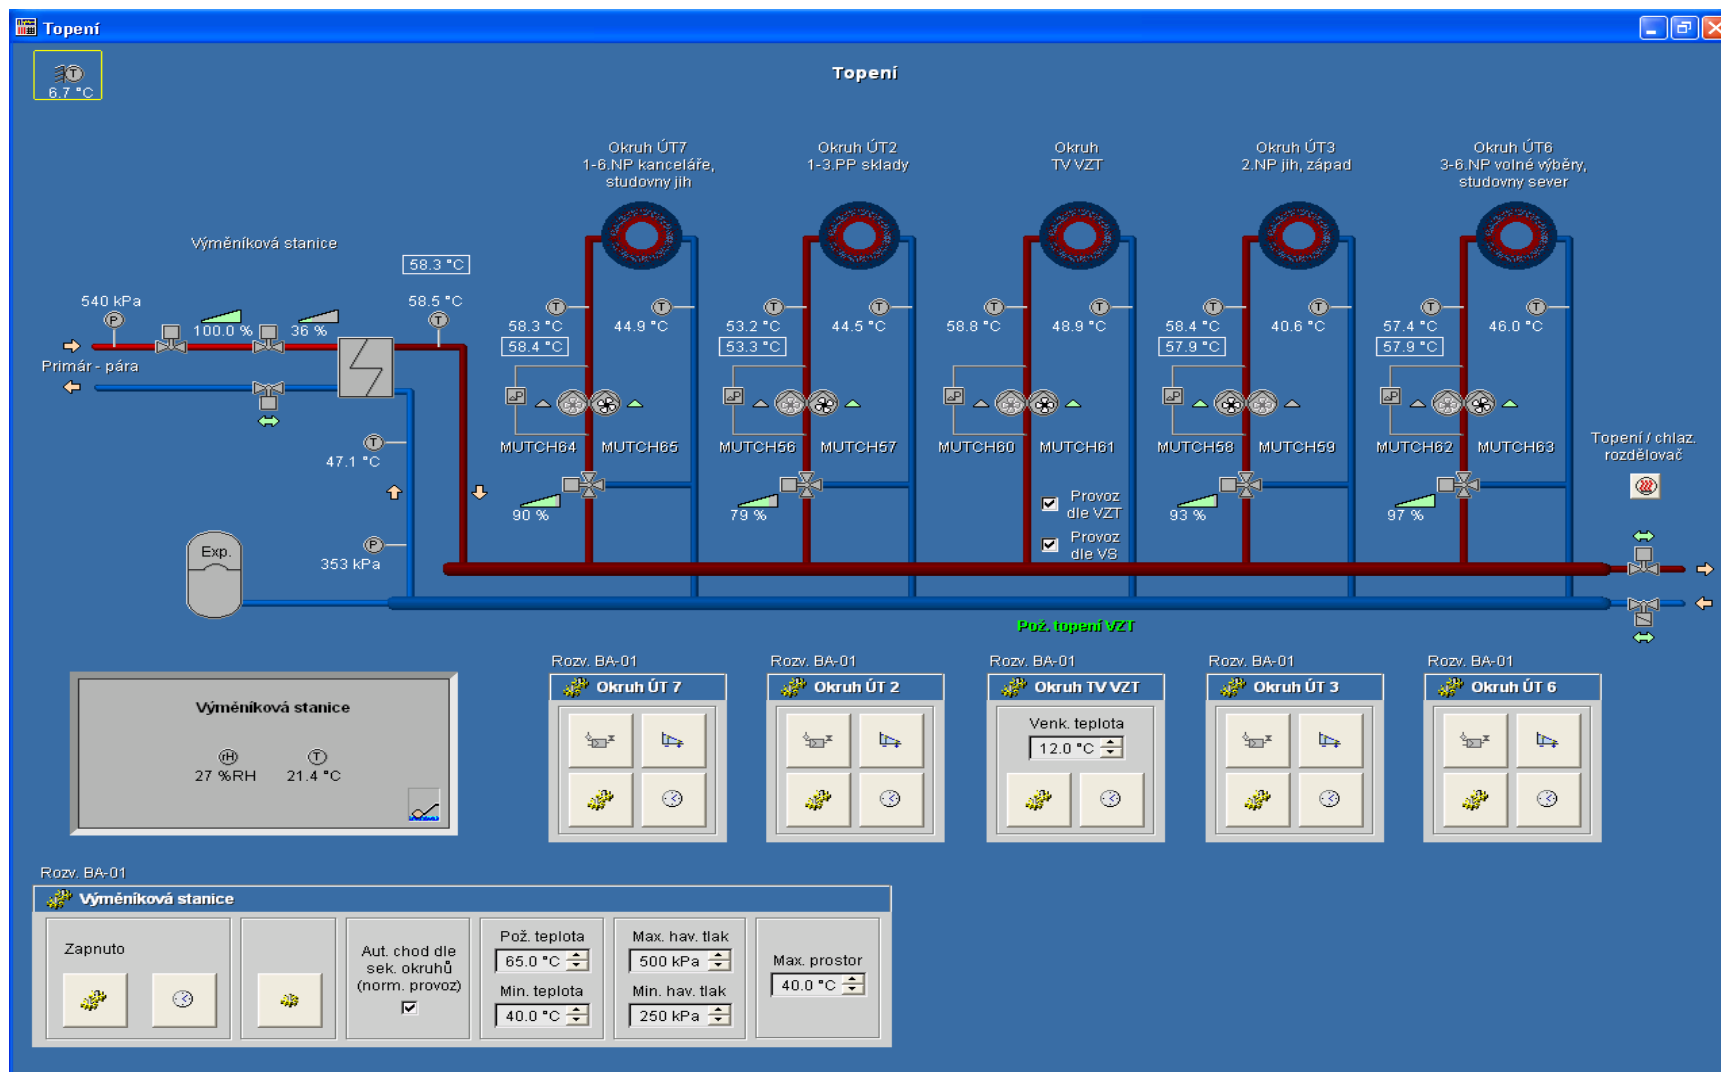 Topení
T
6.7 °C
Topení
Okruh ÚT7
1-6.NP kanceláře,
studovny jih
Okruh ÚT2
1-3.PP sklady
Okruh
TV VZT
Okruh ÚT3
2.NP jih, západ
Okruh ÚT6
3-6.NP volné výběry,
studovny sever
Výměníková stanice
58.3 °C
540 kPa
58.5 °C
P
100.0 %
36 %
T
Primár - pára
T
58.3 °C
58.4 °C
T
44.9 °C
T
53.2 °C
53.3 °C
T
44.5 °C
T
58.8 °C
T
48.9 °C
T
58.4 °C
57.9 °C
T
40.6 °C
T
57.4 °C
57.9 °C
T
46.0 °C
MUTCH64
MUTCH65
MUTCH56
MUTCH57
MUTCH60
MUTCH61
MUTCH58
MUTCH59
MUTCH62
MUTCH63
Topení / chlaz.
rozdělovač
T
47.1 °C
90 %
79 %
Provoz
dle VZT
Provoz
dle VS
93 %
97 %
Exp.
P
353 kPa
Pož. topení VZT
Rozv. BA-01
Okruh ÚT 7
Rozv. BA-01
Okruh ÚT 2
Rozv. BA-01
Okruh TV VZT
Venk. teplota
12.0 °C
Rozv. BA-01
Okruh ÚT 3
Rozv. BA-01
Okruh ÚT 6
Výměníková stanice
rH
27 %RH
T
21.4 °C
Rozv. BA-01
Výměníková stanice
Zapnuto
Aut. chod dle
sek. okruhů
(norm. provoz)
Pož. teplota
65.0 °C
Min. teplota
40.0 °C
Max. hav. tlak
500 kPa
Min. hav. tlak
250 kPa
Max. prostor
40.0 °C